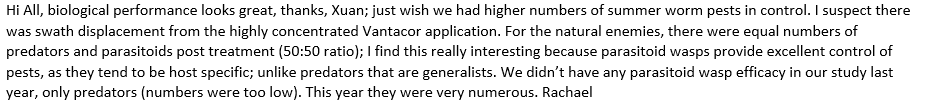 Hi All, biological performance looks great, thanks, Xuan; just wish we had higher numbers of summer worm pests in control. I suspect there
was swath displacement from the highly concentrated Vantacor application. For the natural enemies, there were equal numbers of
predators and parasitoids post treatment (50:50 ratio); I find this really interesting because parasitoid wasps provide excellent control of
pests, as they tend to be host specific; unlike predators that are generalists. We didn't have any parasitoid wasp efficacy in our study last
year, only predators (numbers were too low). This year they were very numerous. Rachael